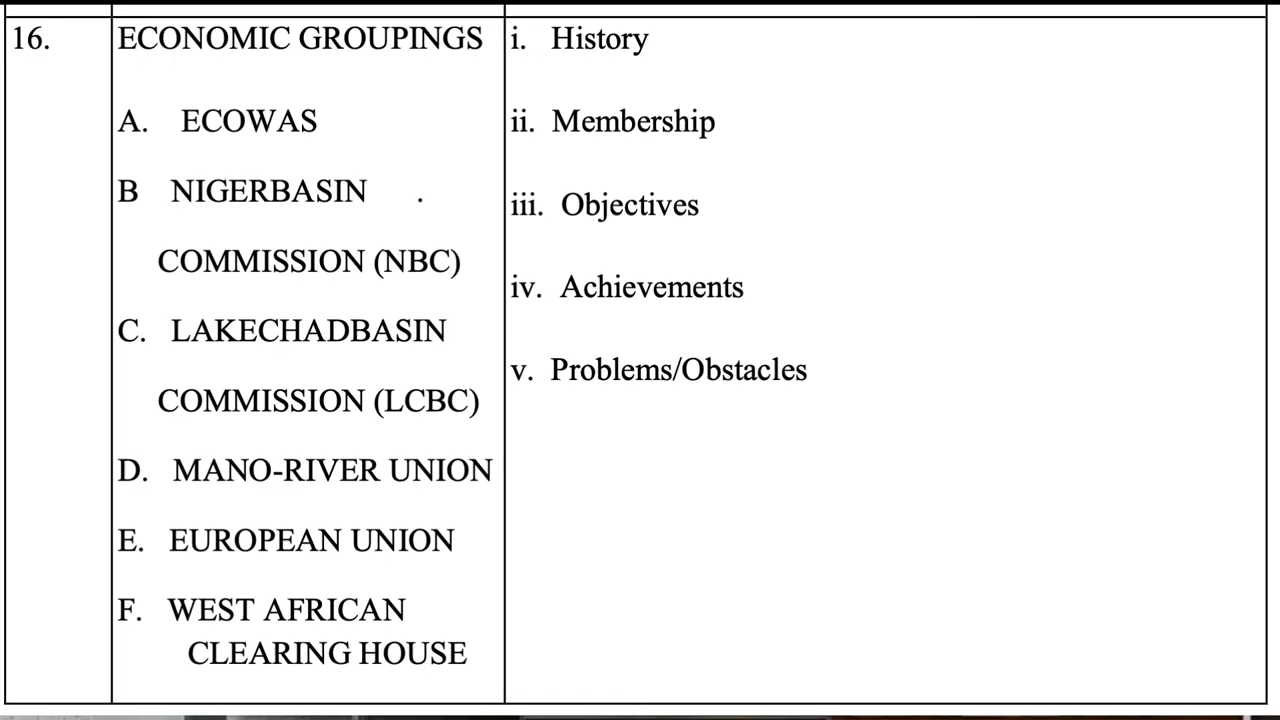 16.
ECONOMIC GROUPINGS
A. ECOWAS
B NIGERBASIN .
COMMISSION (NBC)
C. LAKECHADBASIN
COMMISSION (LCBC)
D. MANO-RIVER UNION
E. EUROPEAN UNION
F. WEST AFRICAN
CLEARING HOUSE
i. History
ii. Membership
iii. Objectives
iv. Achievements
v. Problems/Obstacles